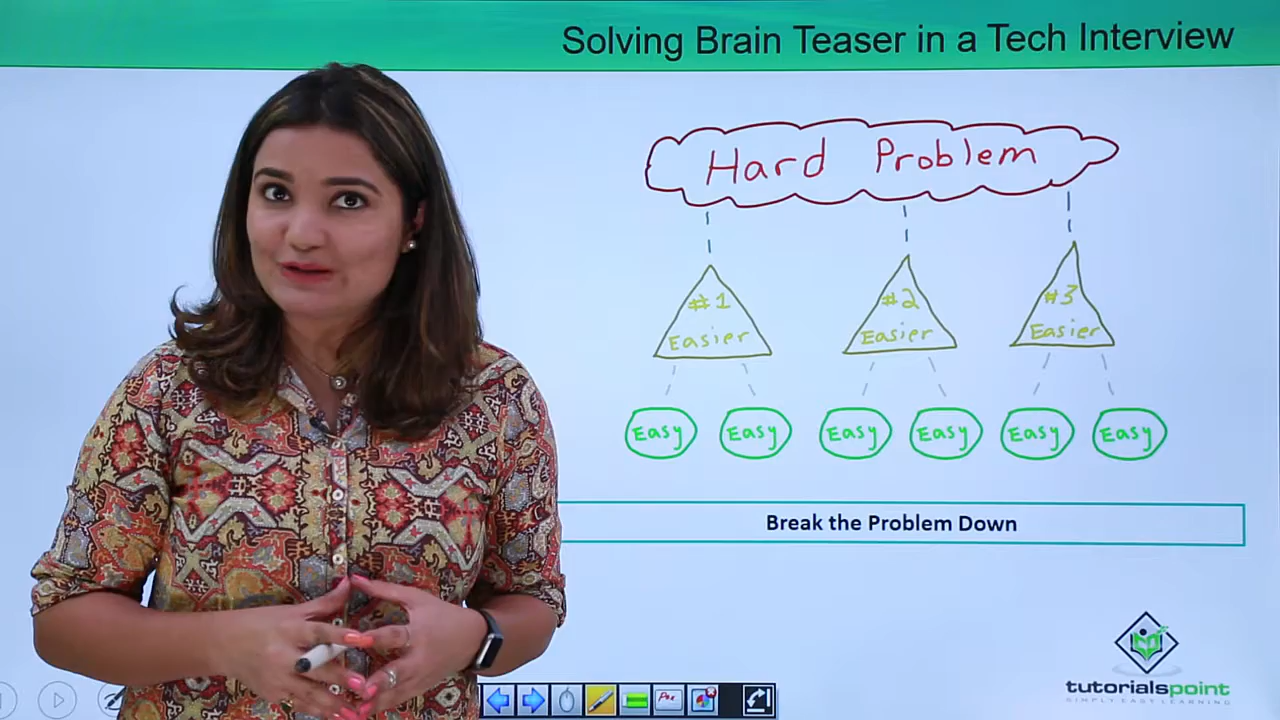 Solving Brain Teaser in a Tech Interview
Hard Problem
#1
Easier
#2
Easier
#3
Easier
Easy Easy Easy Easy Easy Easy
Break the Problem Down
Pen
tutorialspoint
SIMPLY EASY LEARNING